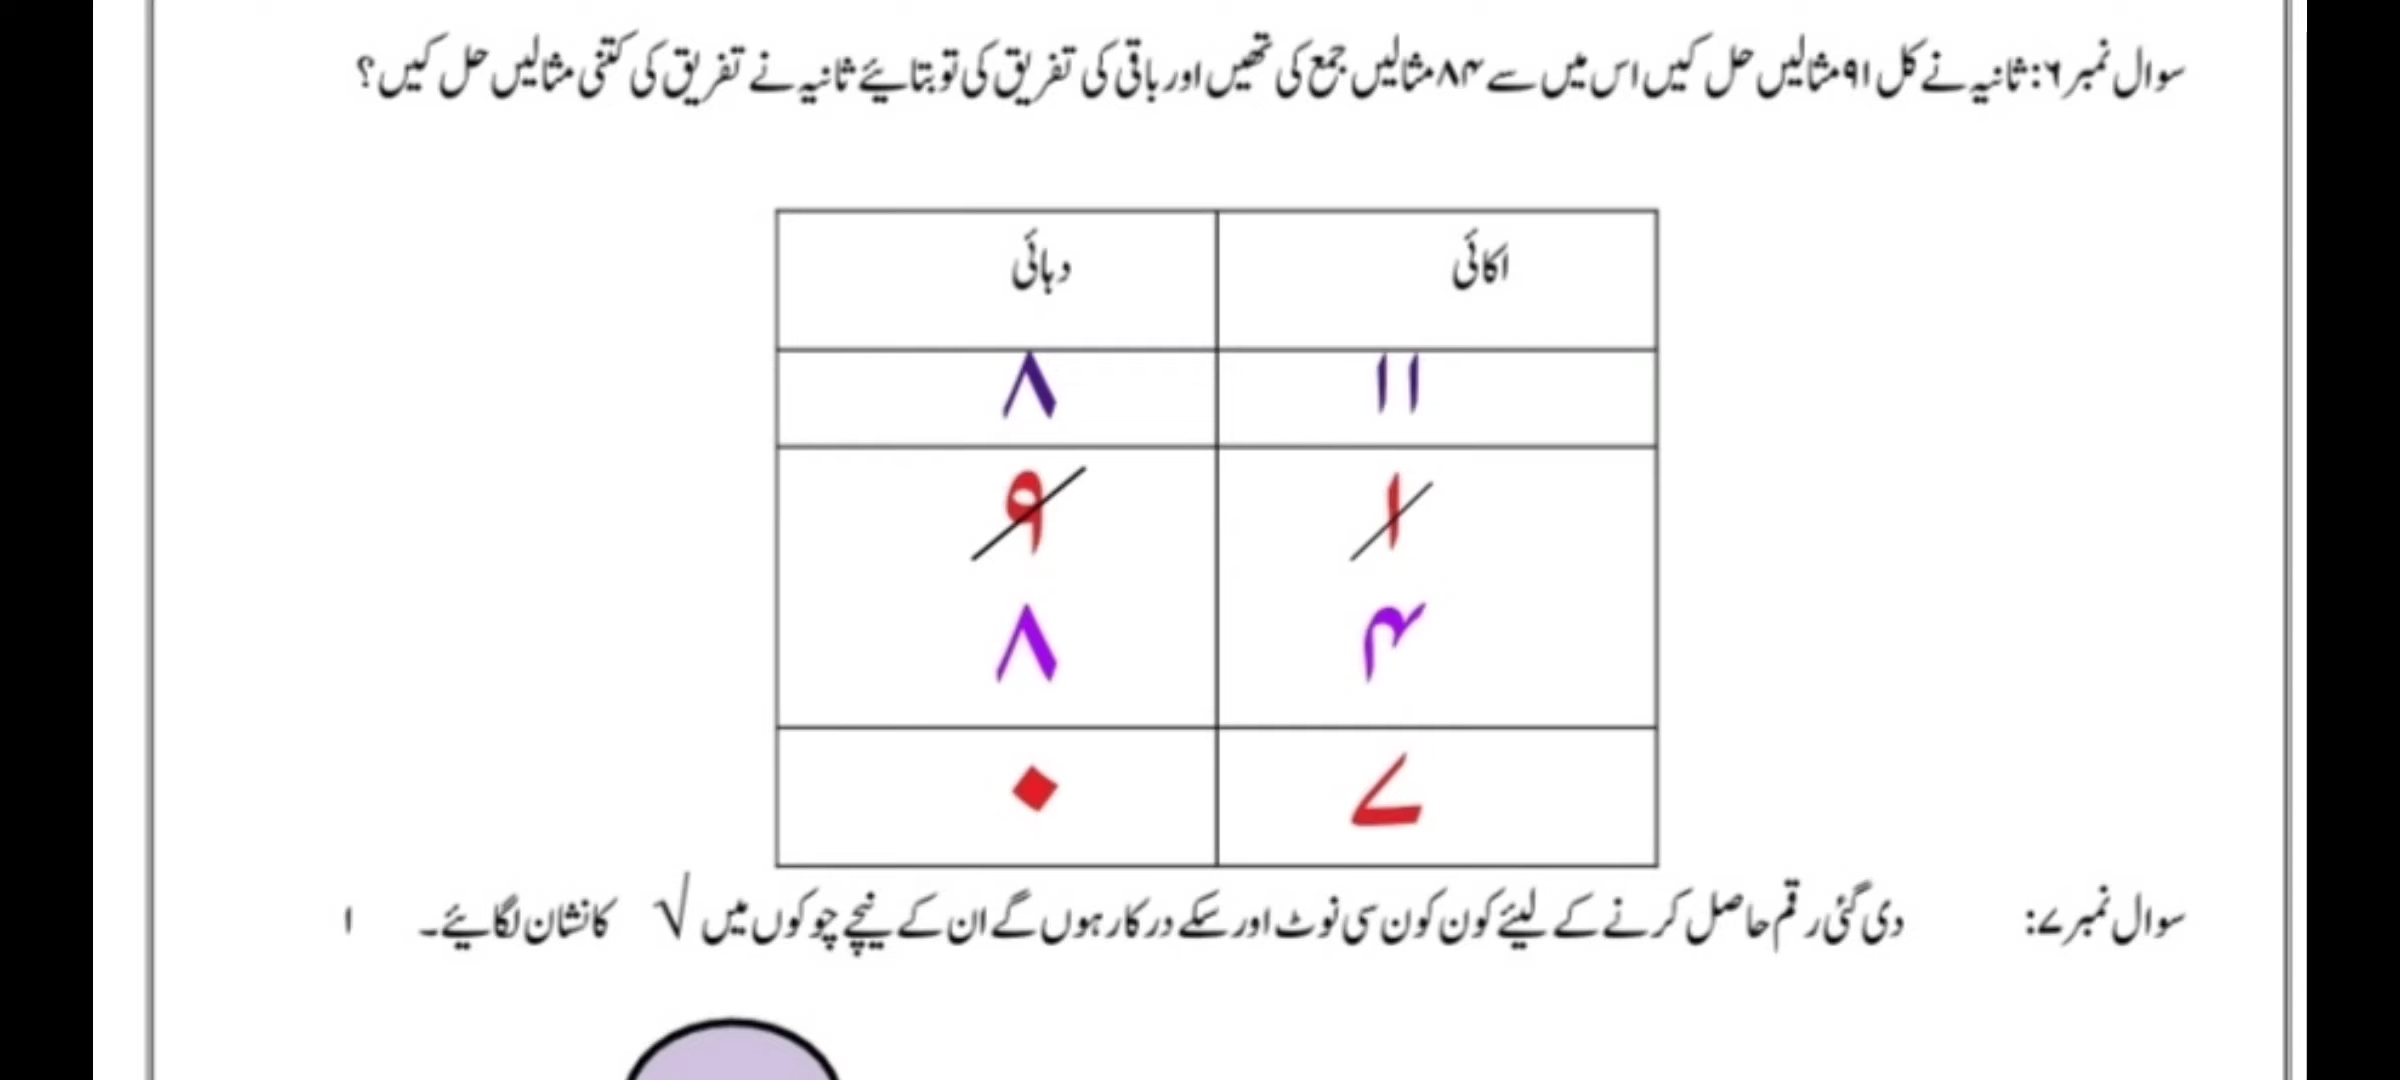 سوال نمبر ۶: ثانیہ نے کل ۹۱ مثالیں حل کیں اس میں سے ۸۴ مثالیں جمع کی تھیں اور باقی کی تفریق کی تو بتایئے ثانیہ نے تفریق کی کتنی مثالیں حل کیں؟
اکائی دہائی
۱۱ ۸
۱ ۹
۴ ۸
۷ ۰
سوال نمبر ۷: دی گئی رقم حاصل کرنے کے لیئے کون کون سی نوٹ اور سکے درکار ہوں گے ان کے نیچے چوکوں میں √ کا نشان لگایئے۔ ۱